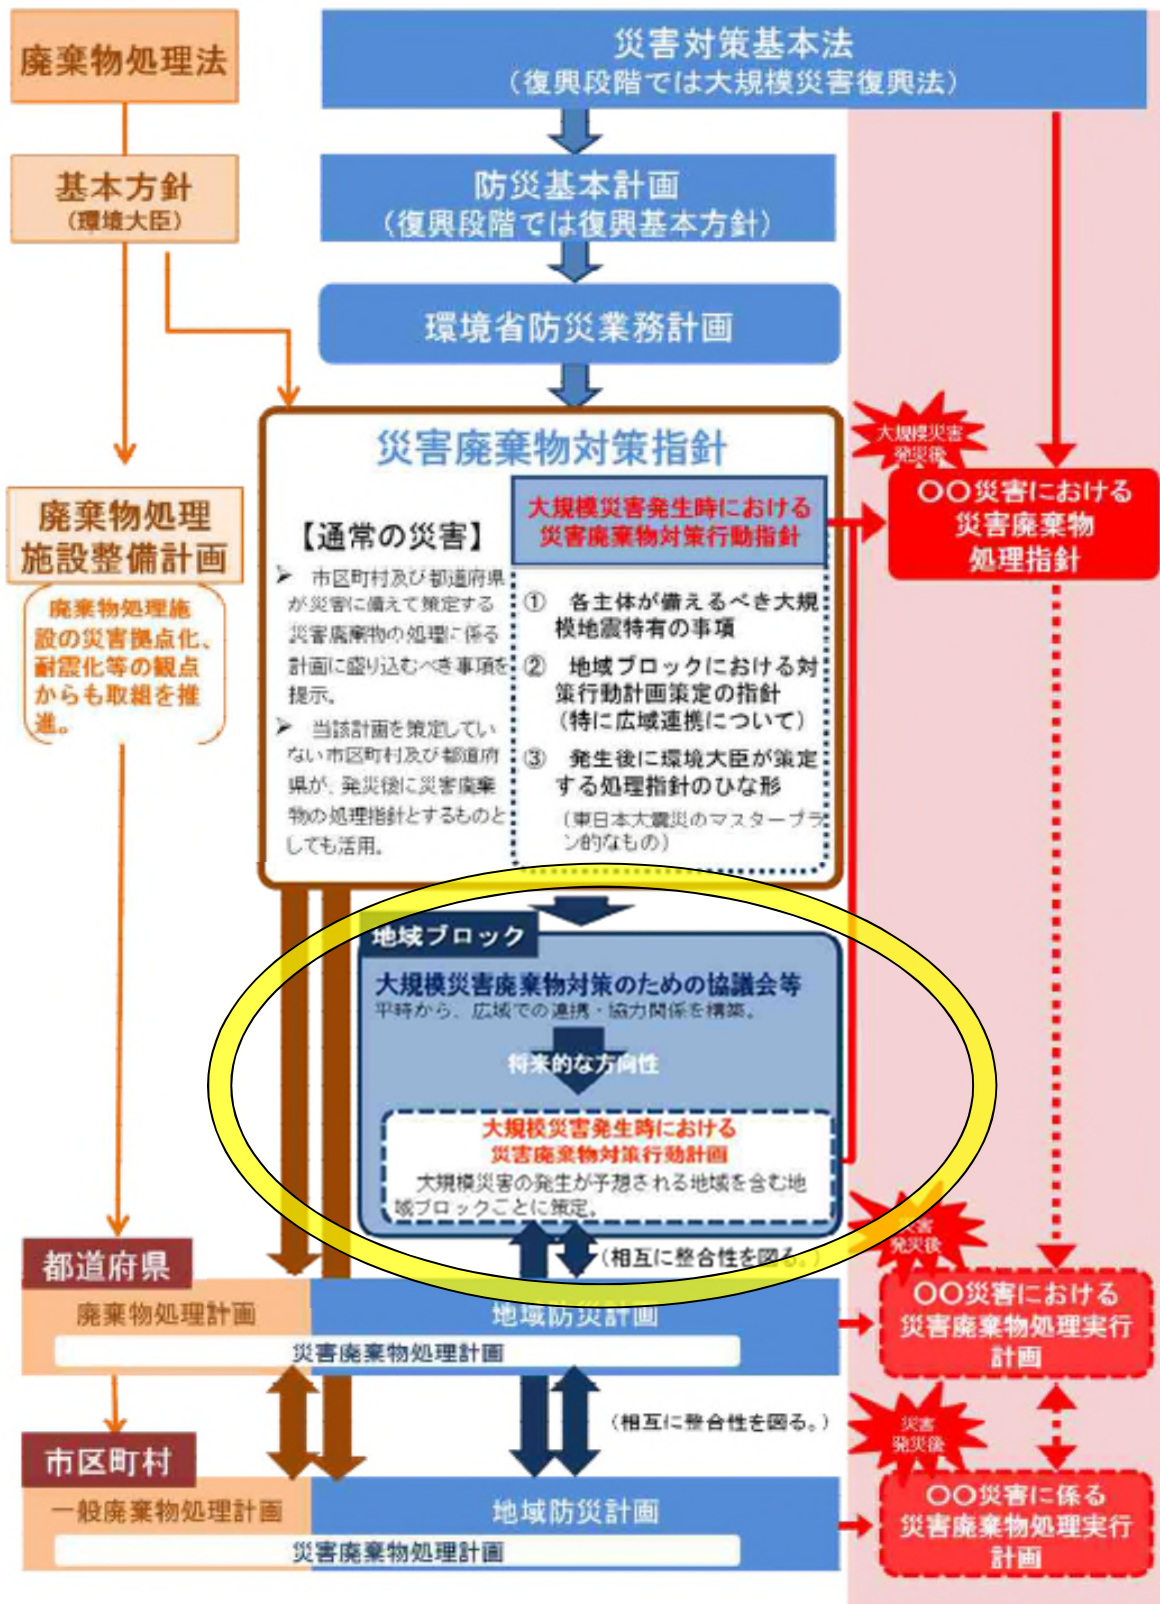 廃棄物処理法
災害対策基本法
(復興段階では大規模災害復興法)
基本方針
(環境大臣)
防災基本計画
(復興段階では復興基本方針)
環境省防災業務計画
大規模災害
発災後
災害廃棄物対策指針
〇〇災害における
災害廃棄物
処理指針
廃棄物処理
施設整備計画
廃棄物処理施
設の災害拠点化、
耐震化等の観点
からも取組を推
進。
【通常の災害】
➢ 市区町村及び都道府県
が災害に備えて策定する
災害廃棄物の処理に係る
計画に盛り込むべき事項を
提示。
➢ 当該計画を策定してい
ない市区町村及び都道府
県が、発災後に災害廃棄
物の処理指針とするものと
しても活用。
大規模災害発生時における
災害廃棄物対策行動指針
① 各主体が備えるべき大規
模地震特有の事項
② 地域ブロックにおける対
策行動計画策定の指針
(特に広域連携について)
③ 発生後に環境大臣が策定
する処理指針のひな形
(東日本大震災のマスタープラ
ン的なもの)
地域ブロック
大規模災害廃棄物対策のための協議会等
平時から、広域での連携・協力関係を構築。
将来的な方向性
大規模災害発生時における
災害廃棄物対策行動計画
大規模災害の発生が予想される地域を含む地
域ブロックごとに策定。
(相互に整合性を図る。)
災害
発災後
都道府県
廃棄物処理計画
地域防災計画
災害廃棄物処理計画
〇〇災害における
災害廃棄物処理実行
計画
(相互に整合性を図る。)
災害
発災後
市区町村
一般廃棄物処理計画
地域防災計画
災害廃棄物処理計画
〇〇災害に係る
災害廃棄物処理実行
計画